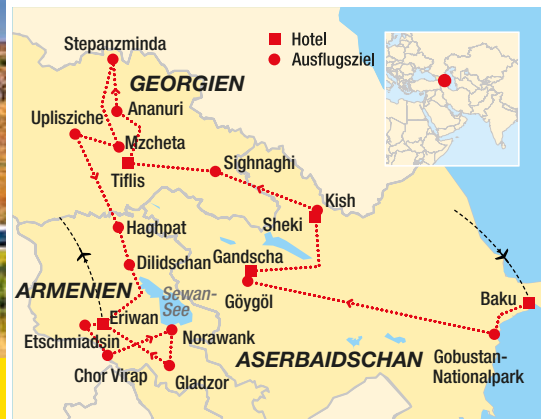 Stepanzminda
Hotel
Ausflugsziel
GEORGIEN
Ananuri
Uplisziche
Mzcheta
Sighnaghi
Tiflis
Kish
Sheki
Haghpat
Gandscha
Dilidschan
ARMENIEN
Sewan-
See
Göygöl
Baku
Eriwan
Etschmiadsin
Norawank
ASERBAIDSCHAN
Gobustan-
Nationalpark
Chor Virap
Gladzor